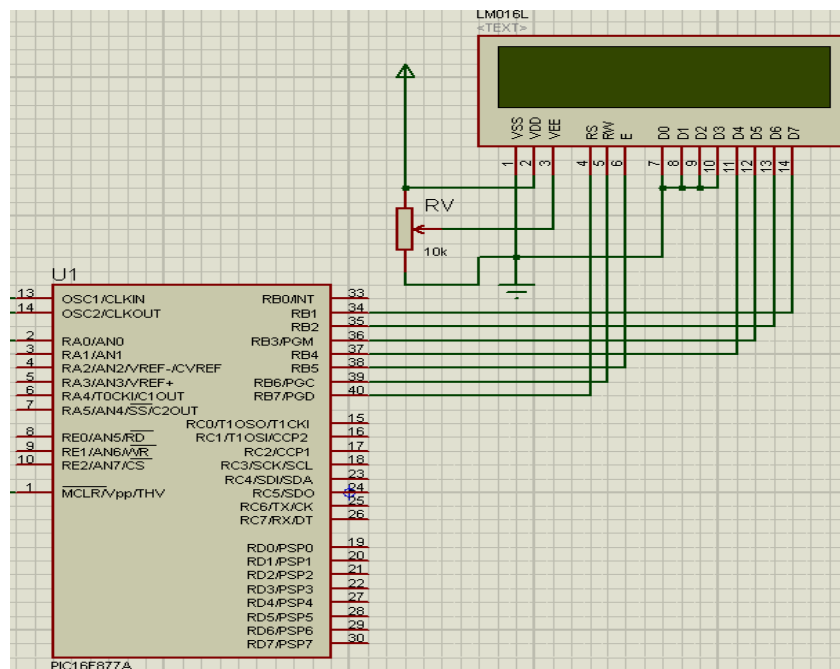 LM016L
<TEXT>
VSS
VDD
VEE
RS
RW
E
D0
D1
D2
D3
D4
D5
D6
D7
1
2
3
4
5
6
7
8
9
10
11
12
13
14
RV
10k
U1
13 OSC1/CLKIN RB0/INT 33
14 OSC2/CLKOUT RB1 34
RB2 35
2 RA0/AN0 RB3/PGM 36
3 RA1/AN1 RB4 37
4 RA2/AN2/VREF-/CVREF RB5 38
5 RA3/AN3/VREF+ RB6/PGC 39
6 RA4/T0CKI/C1OUT RB7/PGD 40
7 RA5/AN4/SS/C2OUT
RC0/T1OSO/T1CKI 15
8 RE0/AN5/RD RC1/T1OSI/CCP2 16
9 RE1/AN6/WR RC2/CCP1 17
10 RE2/AN7/CS RC3/SCK/SCL 18
RC4/SDI/SDA 23
1 MCLR/Vpp/THV RC5/SDO 24
RC6/TX/CK 25
RC7/RX/DT 26
RD0/PSP0 19
RD1/PSP1 20
RD2/PSP2 21
RD3/PSP3 22
RD4/PSP4 27
RD5/PSP5 28
RD6/PSP6 29
RD7/PSP7 30
PIC16F877A